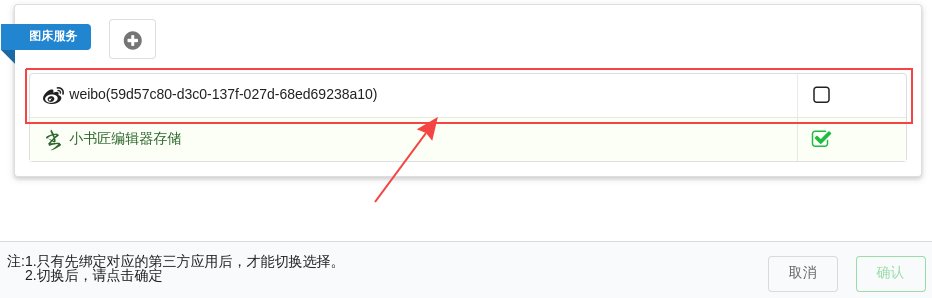 图床服务
weibo(59d57c80-d3c0-137f-027d-68ed69238a10)
小书匠编辑器存储
注:1.只有先绑定对应的第三方应用后，才能切换选择。
2.切换后，请点击确定
取消
确认